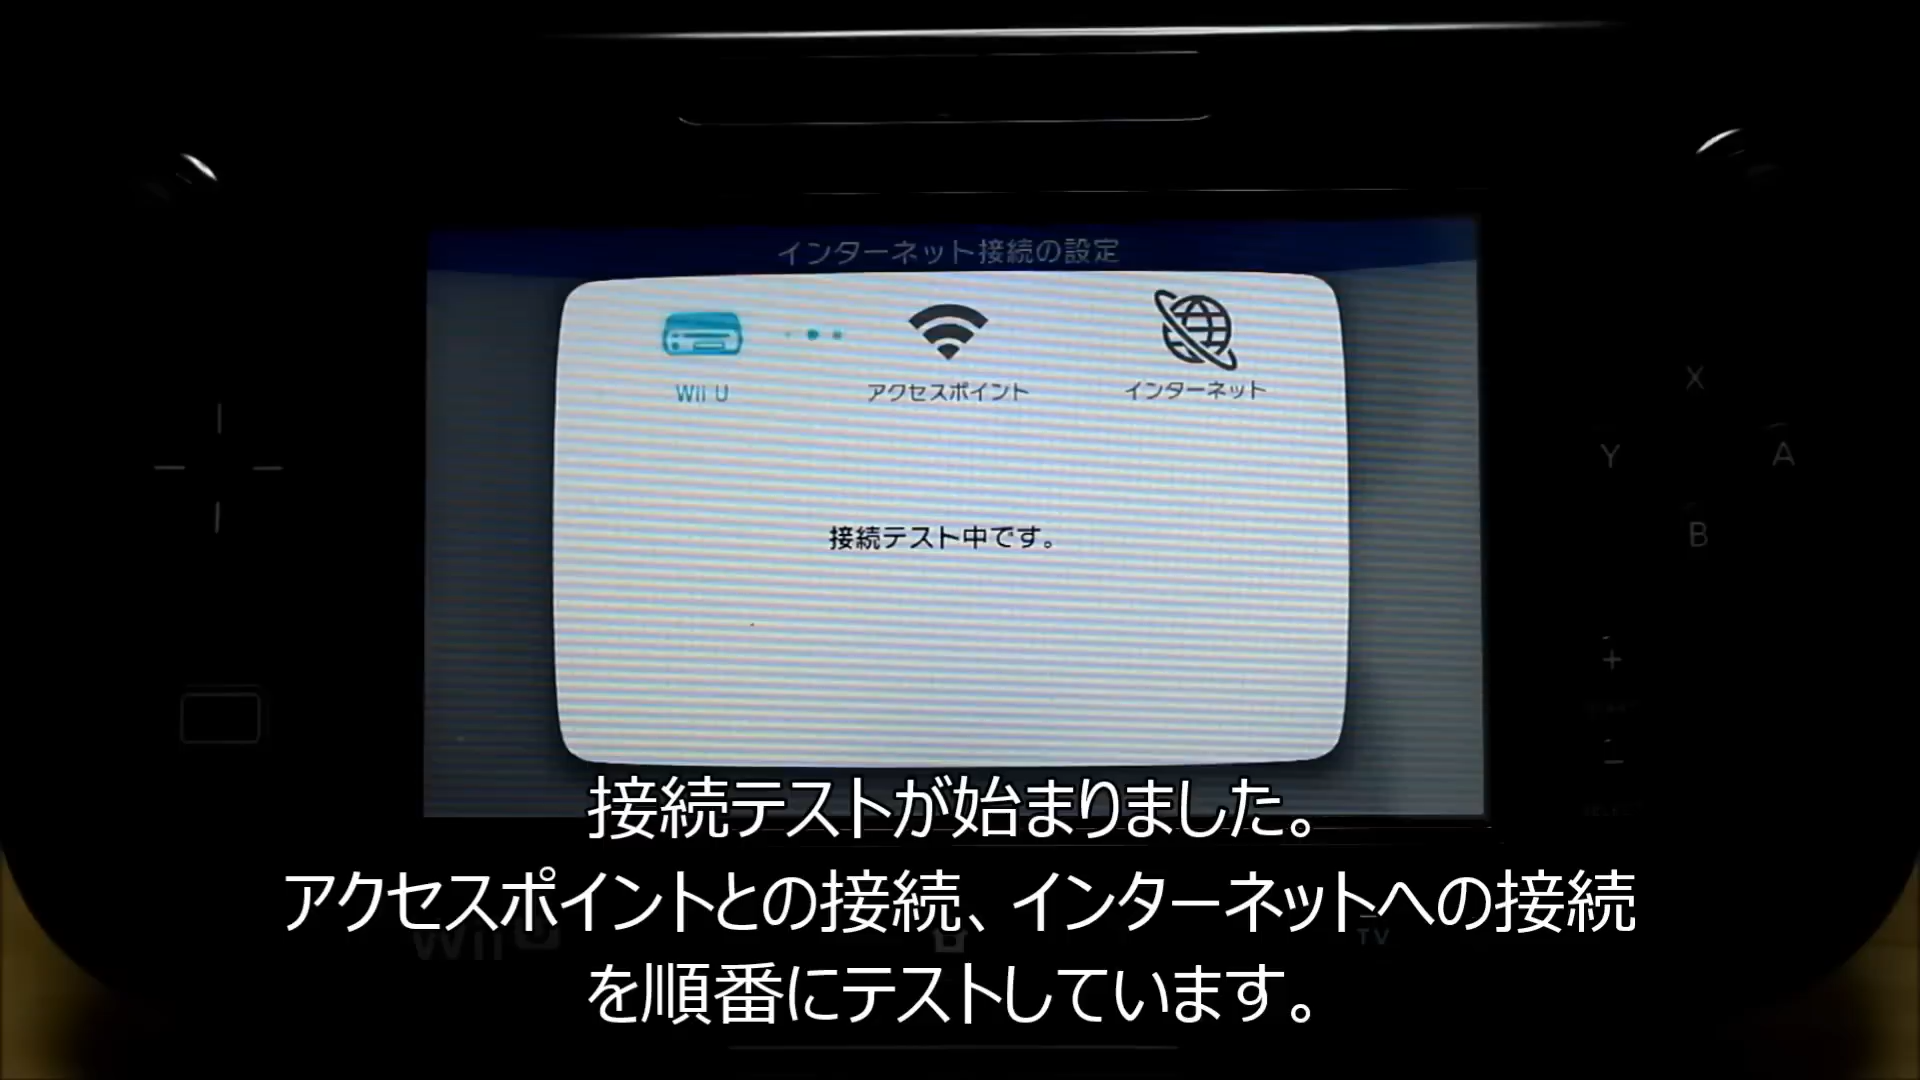 インターネット接続の設定
Wii U
アクセスポイント
インターネット
接続テスト中です。
X
Y
A
B
接続テストが始まりました。
アクセスポイントとの接続、インターネットへの接続
を順番にテストしています。
Wii U
TV